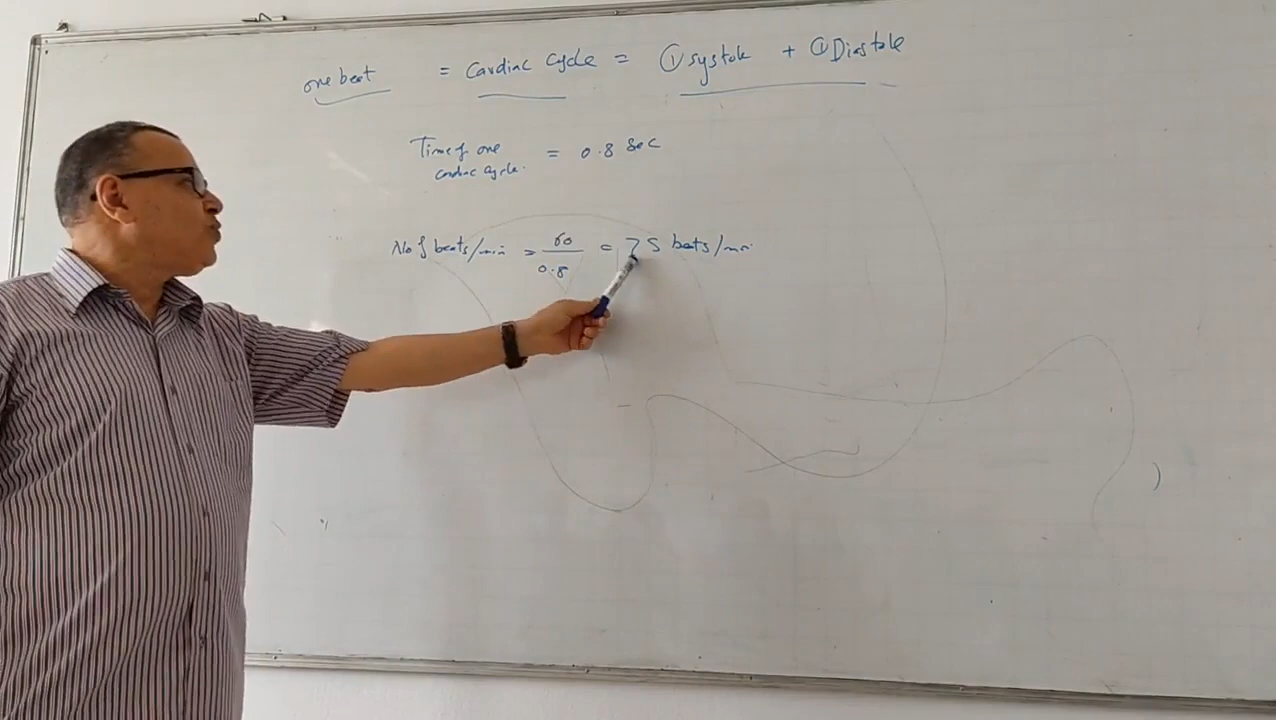 one beat = Cardiac Cycle = ① systole + ① Diastole
Time of one = 0.8 Sec
cardiac cycle.
No of beats/min = 60 / 0.8 = 75 beats/min